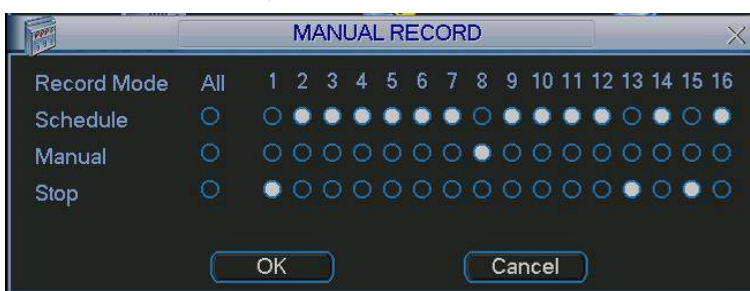 MANUAL RECORD
Record Mode All 1 2 3 4 5 6 7 8 9 10 11 12 13 14 15 16
Schedule
Manual
Stop
OK Cancel